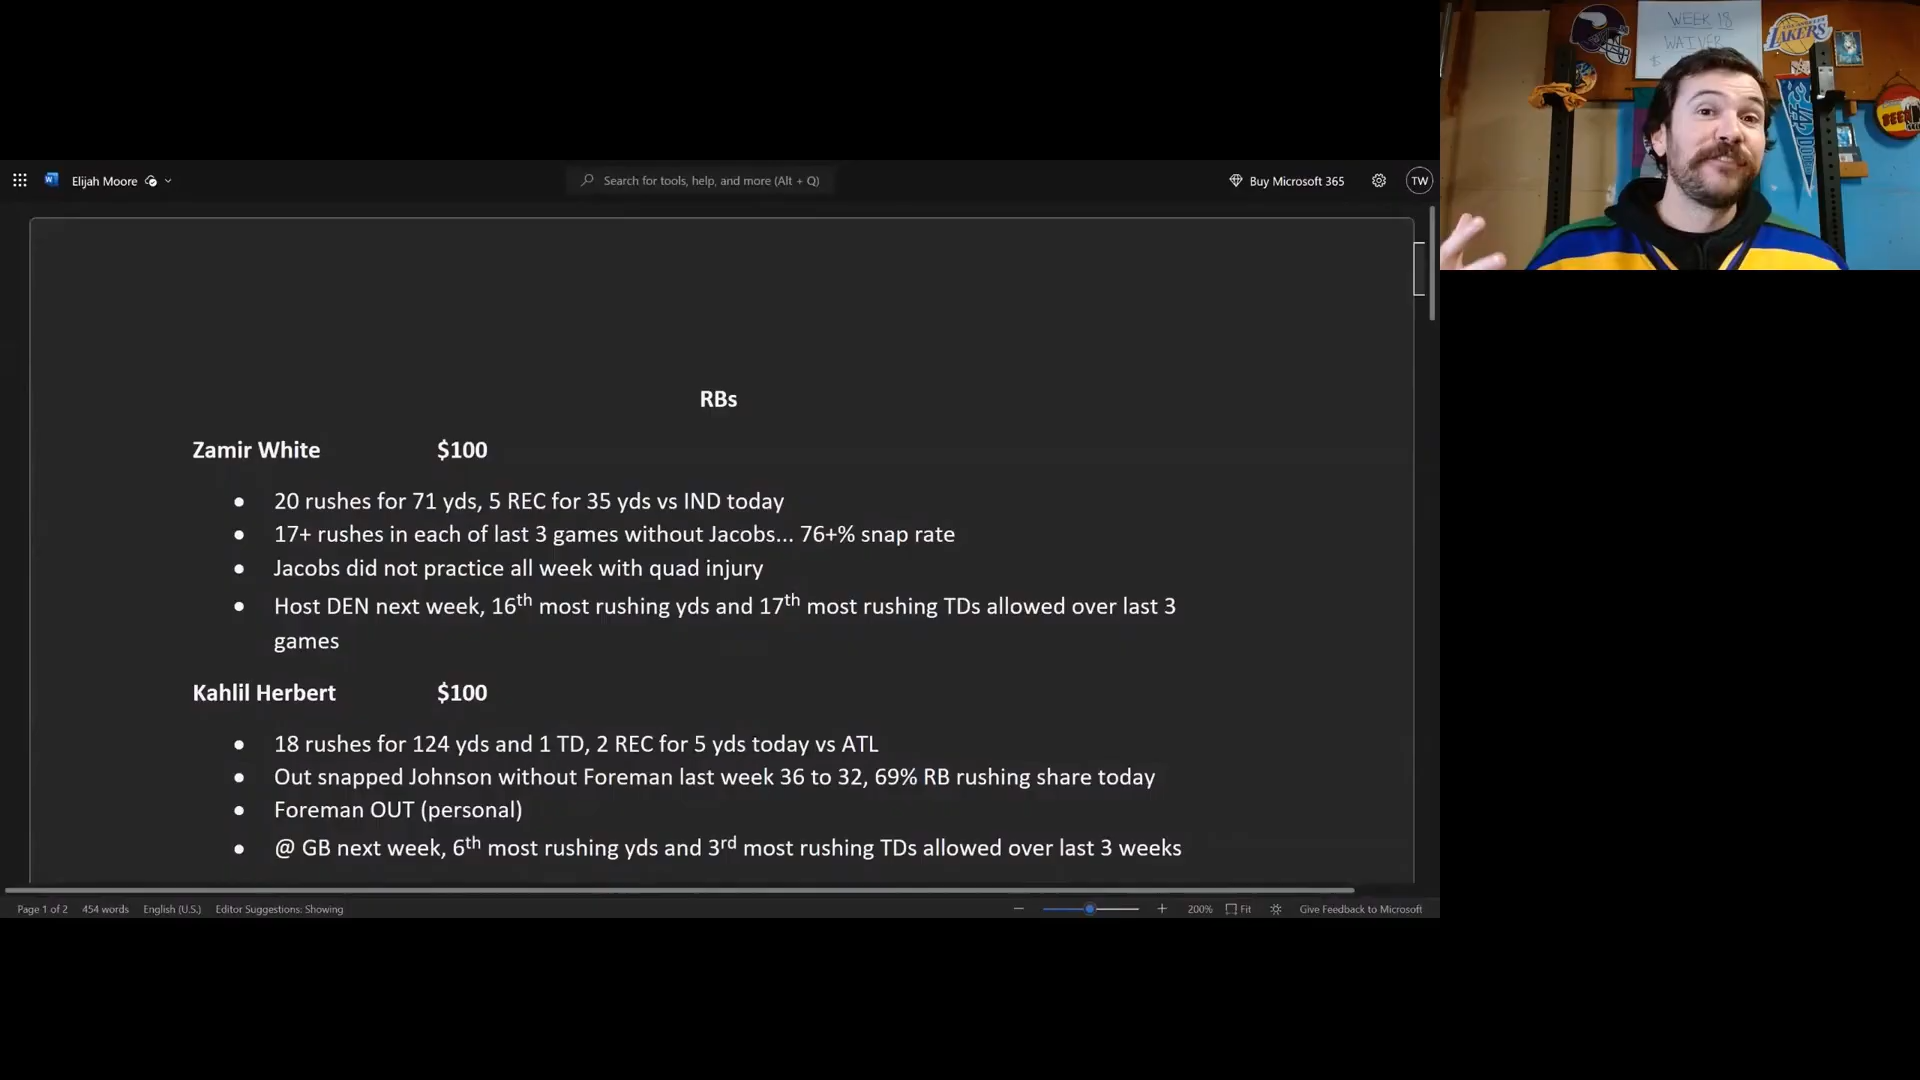 WEEK 18
WAIVER
$
LOS ANGELES
LAKERS
BEER
Elijah Moore
Search for tools, help, and more (Alt + Q)
Buy Microsoft 365
TW
RBs
Zamir White $100
• 20 rushes for 71 yds, 5 REC for 35 yds vs IND today
• 17+ rushes in each of last 3 games without Jacobs... 76+% snap rate
• Jacobs did not practice all week with quad injury
• Host DEN next week, 16th most rushing yds and 17th most rushing TDs allowed over last 3
games
Kahlil Herbert $100
• 18 rushes for 124 yds and 1 TD, 2 REC for 5 yds today vs ATL
• Out snapped Johnson without Foreman last week 36 to 32, 69% RB rushing share today
• Foreman OUT (personal)
• @ GB next week, 6th most rushing yds and 3rd most rushing TDs allowed over last 3 weeks
Page 1 of 2 454 words English (U.S.) Editor Suggestions: Showing
200% Fit Give Feedback to Microsoft